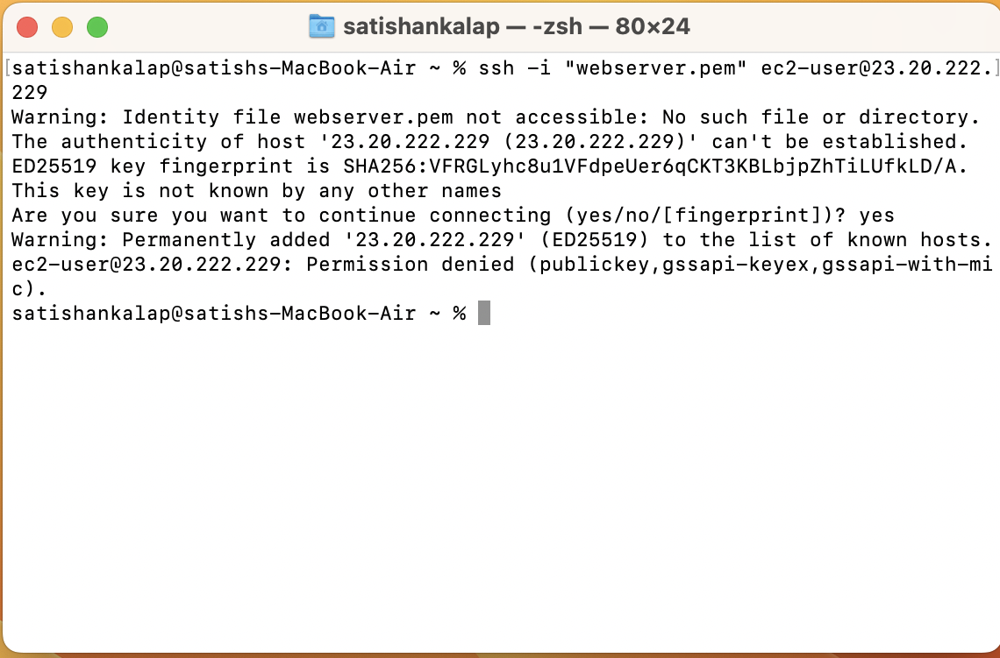 satishankalap — -zsh — 80×24
[satishankalap@satishs-MacBook-Air ~ % ssh -i "webserver.pem" ec2-user@23.20.222.]
229
Warning: Identity file webserver.pem not accessible: No such file or directory.
The authenticity of host '23.20.222.229 (23.20.222.229)' can't be established.
ED25519 key fingerprint is SHA256:VFRGLyhc8u1VFdpeUer6qCKT3KBLbjpZhTiLUfkLD/A.
This key is not known by any other names
Are you sure you want to continue connecting (yes/no/[fingerprint])? yes
Warning: Permanently added '23.20.222.229' (ED25519) to the list of known hosts.
ec2-user@23.20.222.229: Permission denied (publickey,gssapi-keyex,gssapi-with-mi
c).
satishankalap@satishs-MacBook-Air ~ %